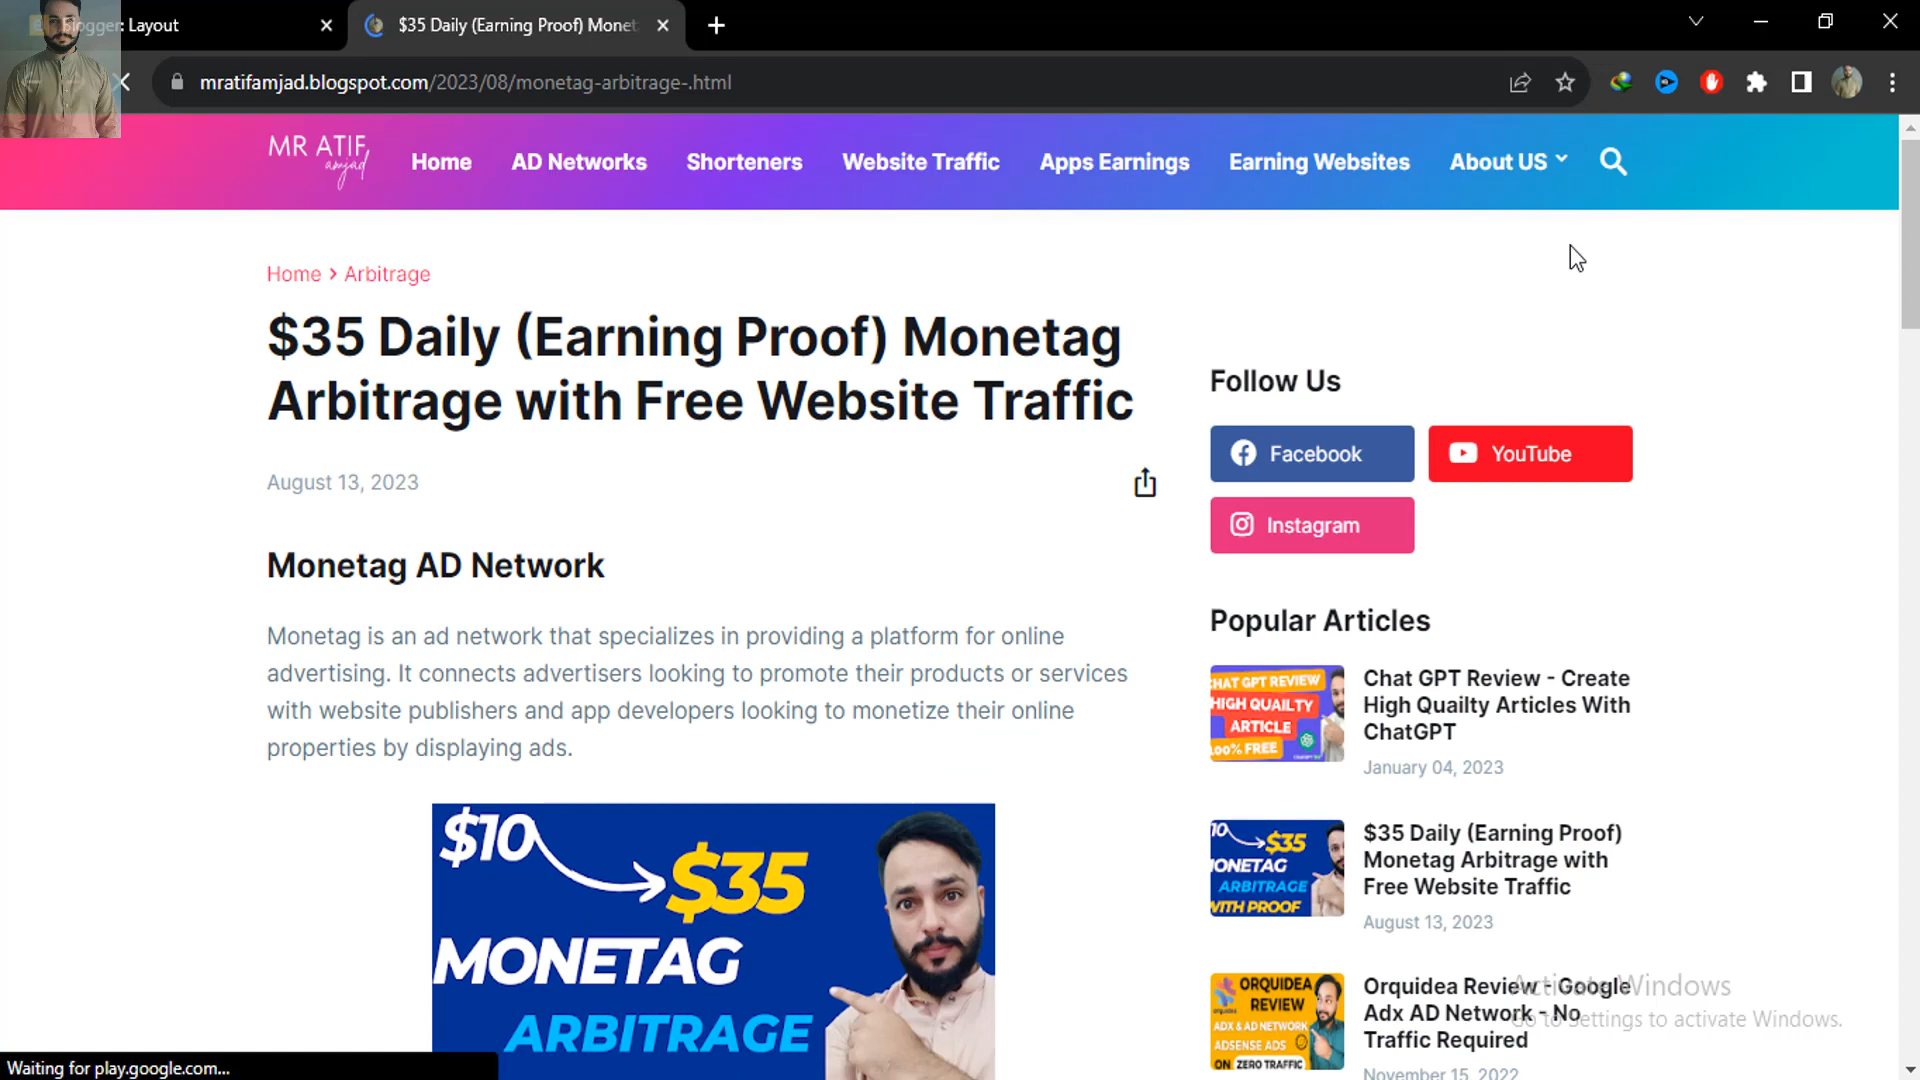 Blogger: Layout
$35 Daily (Earning Proof) Monet
mratifamjad.blogspot.com/2023/08/monetag-arbitrage-.html
MR ATIF
amjad
Home
AD Networks
Shorteners
Website Traffic
Apps Earnings
Earning Websites
About US
Home > Arbitrage
$35 Daily (Earning Proof) Monetag
Arbitrage with Free Website Traffic
August 13, 2023
Monetag AD Network
Monetag is an ad network that specializes in providing a platform for online
advertising. It connects advertisers looking to promote their products or services
with website publishers and app developers looking to monetize their online
properties by displaying ads.
$10
$35
MONETAG
ARBITRAGE
Follow Us
Facebook
YouTube
Instagram
Popular Articles
CHAT GPT REVIEW
HIGH QUAILTY
ARTICLE
100% FREE
Chat GPT Review - Create
High Quailty Articles With
ChatGPT
January 04, 2023
10
$35
MONETAG
ARBITRAGE
WITH PROOF
$35 Daily (Earning Proof)
Monetag Arbitrage with
Free Website Traffic
August 13, 2023
ORQUIDEA
REVIEW
ADX & AD NETWORK
ADSENSE ADS
ON ZERO TRAFFIC
Orquidea Review - Google
Adx AD Network - No
Traffic Required
November 15, 2022
Activate Windows
Go to Settings to activate Windows.
Waiting for play.google.com...